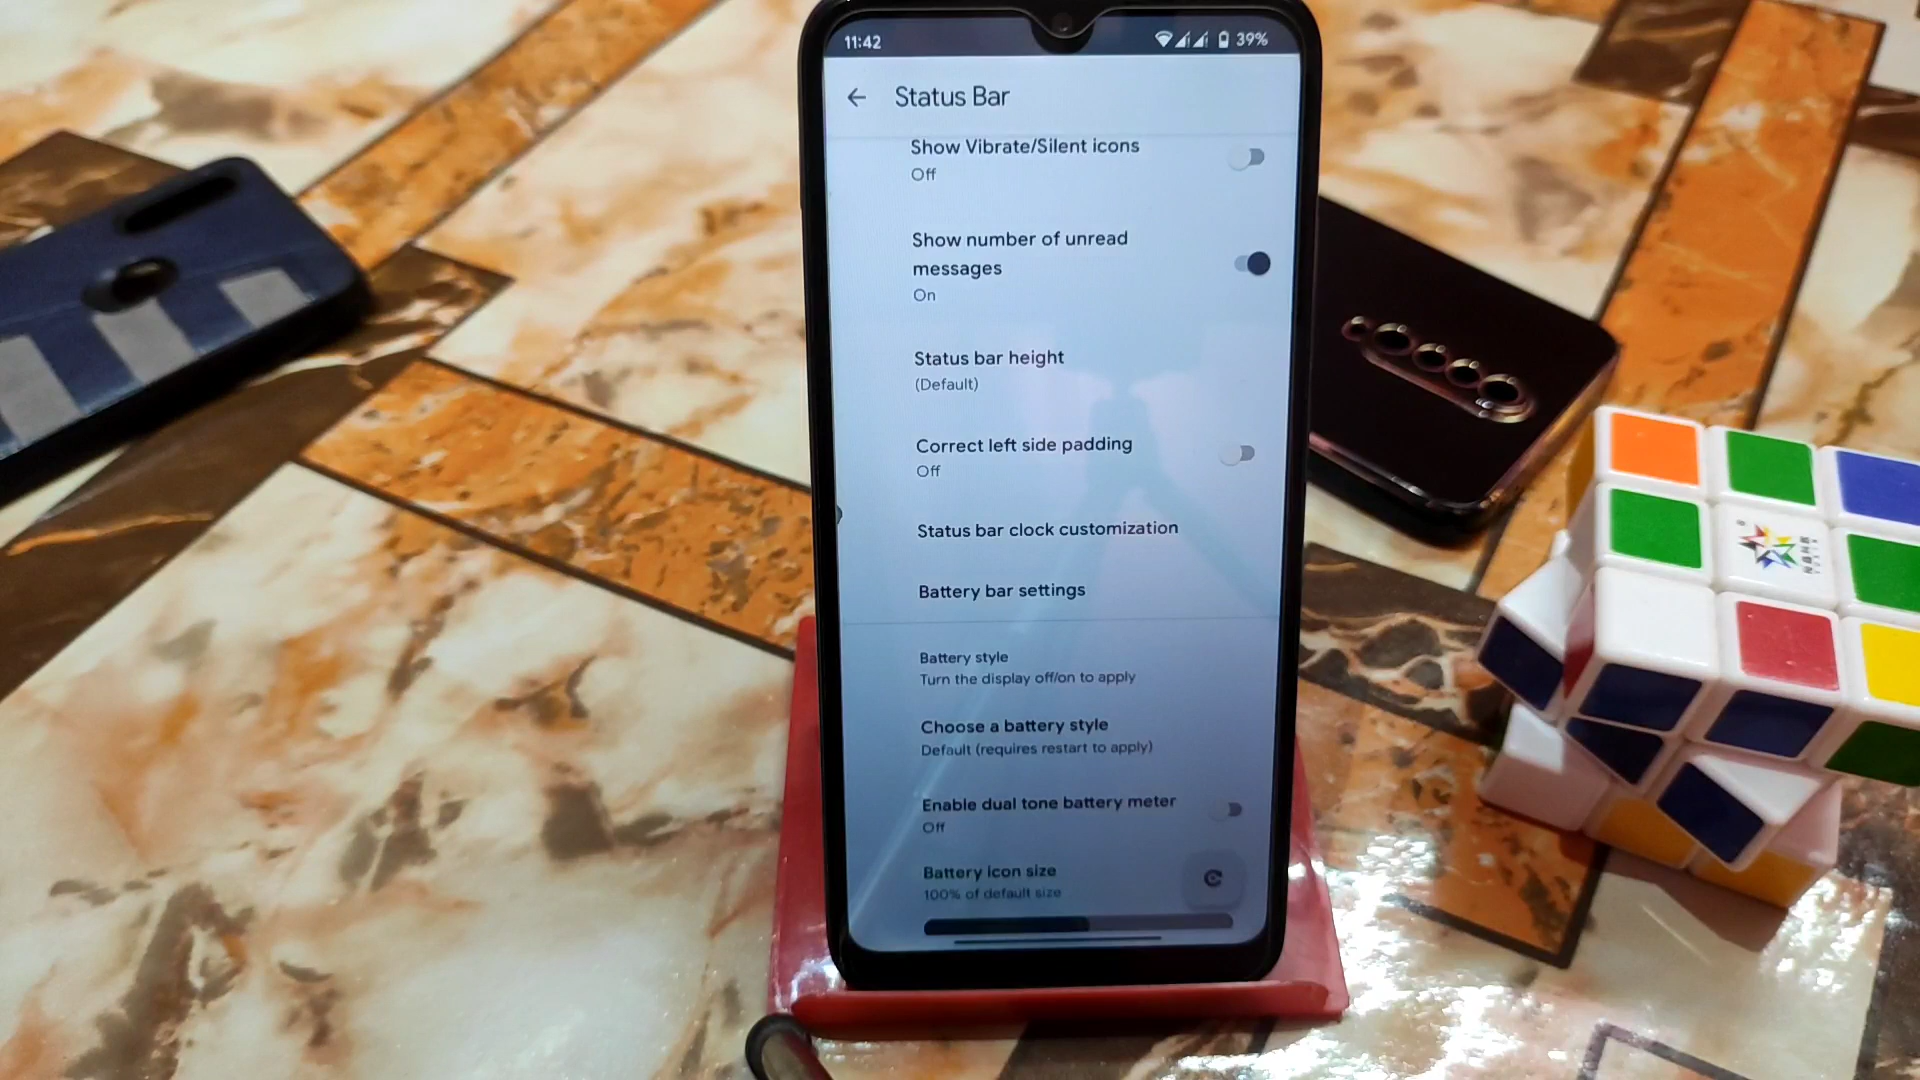 11:42
39%
Status Bar
Show Vibrate/Silent icons
Off
Show number of unread
messages
On
Status bar height
(Default)
Correct left side padding
Off
Status bar clock customization
Battery bar settings
Battery style
Turn the display off/on to apply
Choose a battery style
Default (requires restart to apply)
Enable dual tone battery meter
Off
Battery icon size
100% of default size